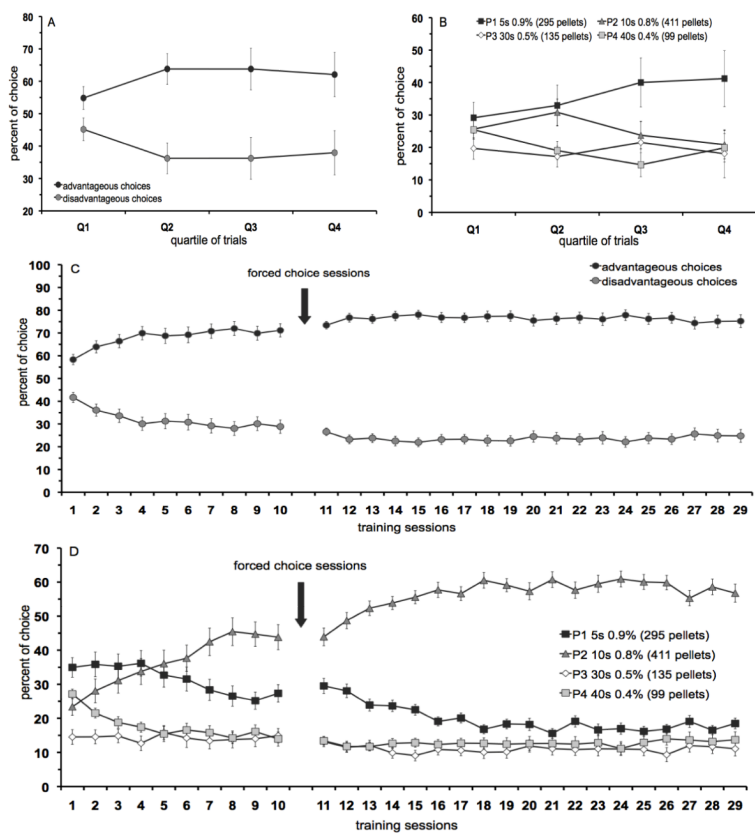 A
80
70
60
50
40
30
20
percent of choice
advantageous choices
disadvantageous choices
Q1 Q2 Q3 Q4
quartile of trials
B
P1 5s 0.9% (295 pellets) P2 10s 0.8% (411 pellets)
P3 30s 0.5% (135 pellets) P4 40s 0.4% (99 pellets)
60
50
40
30
20
10
0
percent of choice
Q1 Q2 Q3 Q4
quartile of trials
C
forced choice sessions
advantageous choices
disadvantageous choices
100
90
80
70
60
50
40
30
20
10
0
percent of choice
1 2 3 4 5 6 7 8 9 10 11 12 13 14 15 16 17 18 19 20 21 22 23 24 25 26 27 28 29
training sessions
D
forced choice sessions
70
60
50
40
30
20
10
0
percent of choice
P1 5s 0.9% (295 pellets)
P2 10s 0.8% (411 pellets)
P3 30s 0.5% (135 pellets)
P4 40s 0.4% (99 pellets)
1 2 3 4 5 6 7 8 9 10 11 12 13 14 15 16 17 18 19 20 21 22 23 24 25 26 27 28 29
training sessions